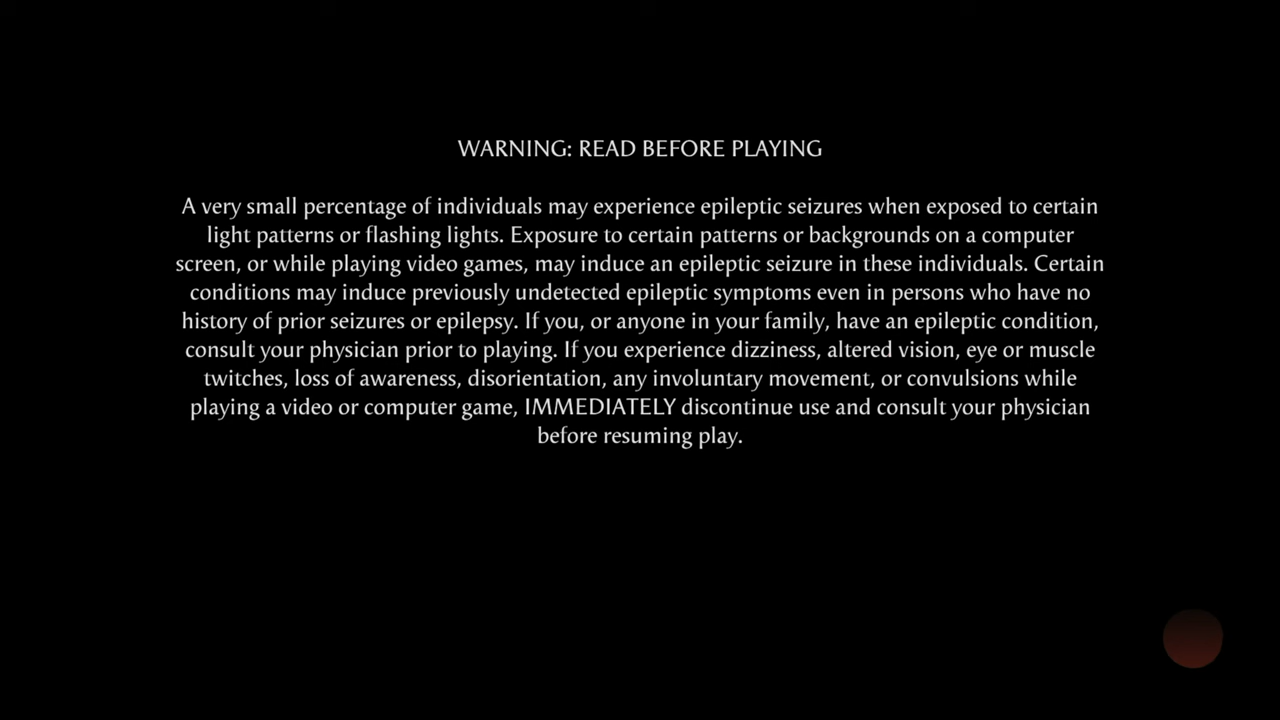 WARNING: READ BEFORE PLAYING
A very small percentage of individuals may experience epileptic seizures when exposed to certain
light patterns or flashing lights. Exposure to certain patterns or backgrounds on a computer
screen, or while playing video games, may induce an epileptic seizure in these individuals. Certain
conditions may induce previously undetected epileptic symptoms even in persons who have no
history of prior seizures or epilepsy. If you, or anyone in your family, have an epileptic condition,
consult your physician prior to playing. If you experience dizziness, altered vision, eye or muscle
twitches, loss of awareness, disorientation, any involuntary movement, or convulsions while
playing a video or computer game, IMMEDIATELY discontinue use and consult your physician
before resuming play.